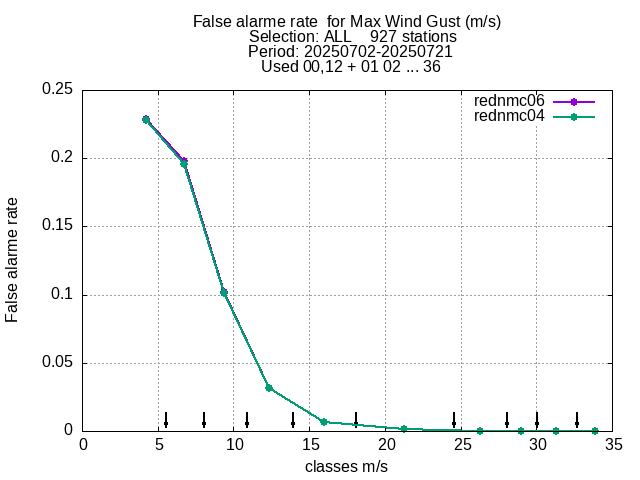 False alarme rate  for Max Wind Gust (m/s)
Selection: ALL    927 stations
Period: 20250702-20250721
Used 00,12 + 01 02 ... 36
rednmc06
rednmc04
0.25
0.2
0.15
0.1
0.05
0
False alarme rate
0 5 10 15 20 25 30 35
classes m/s